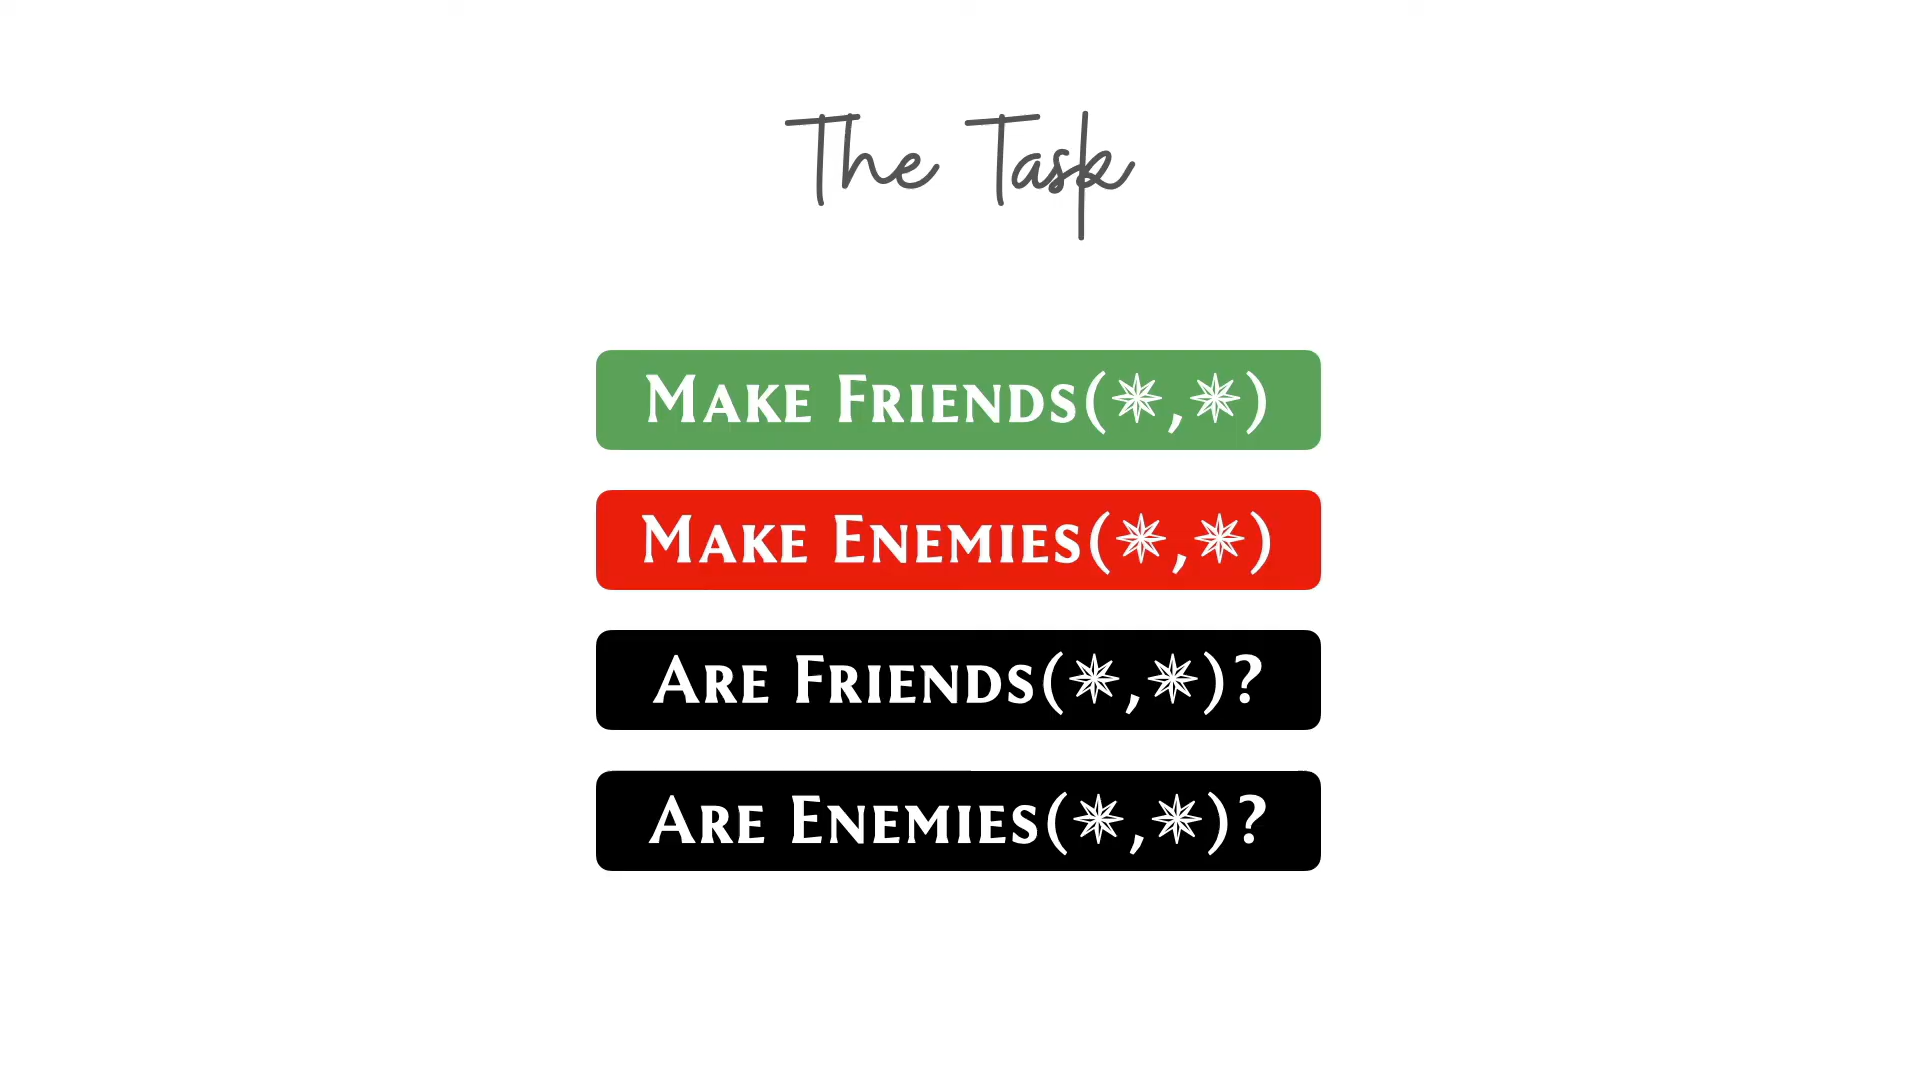 The Task
Make Friends(✴,✴)
Make Enemies(✴,✴)
Are Friends(✴,✴)?
Are Enemies(✴,✴)?